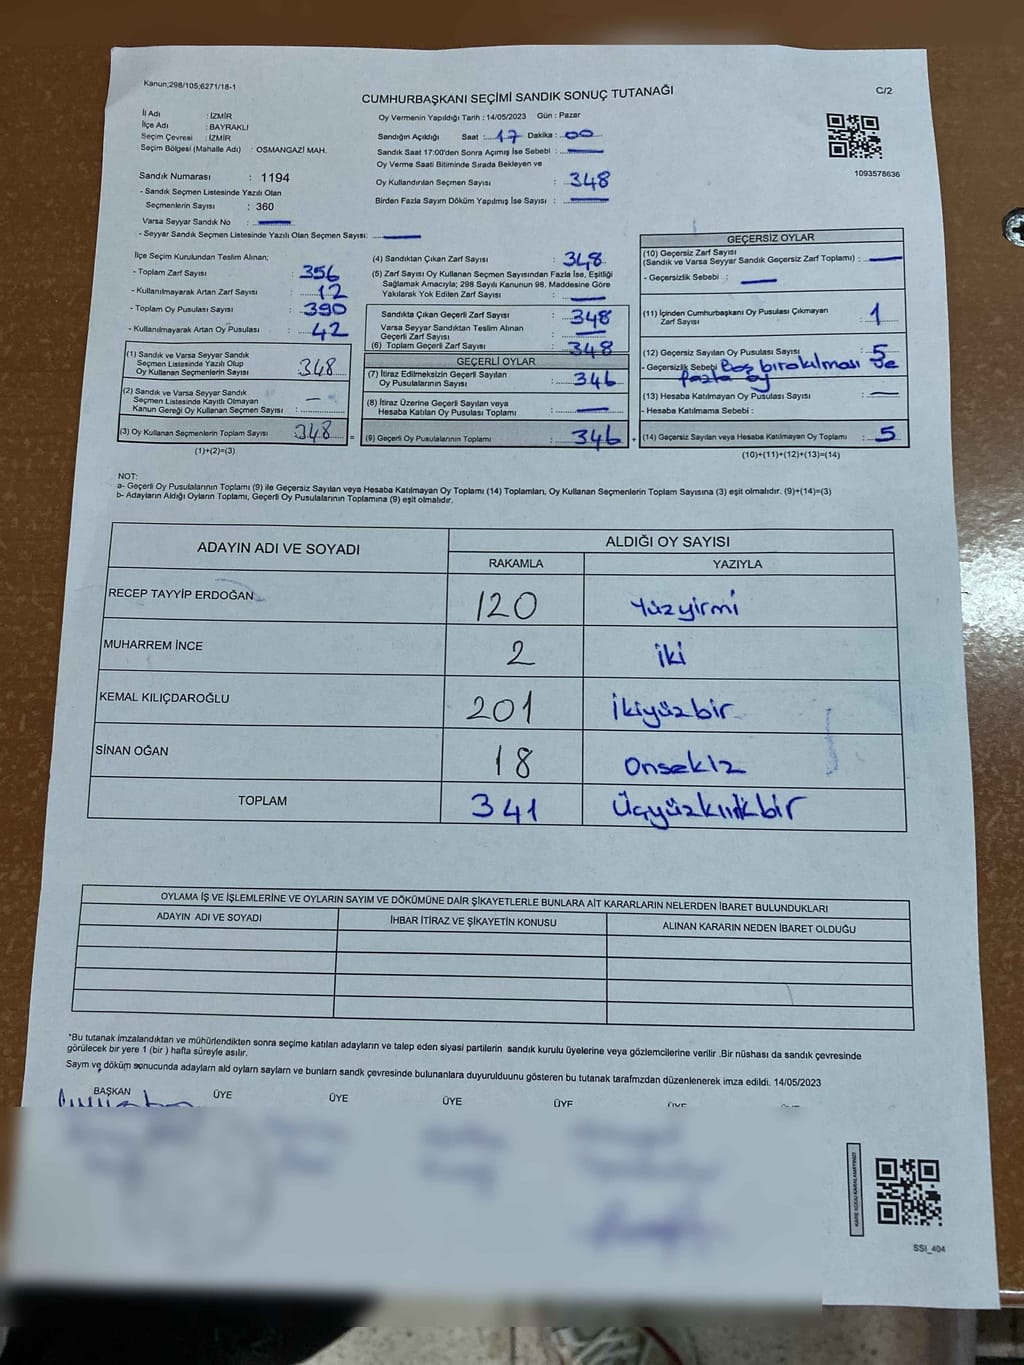 Kanun;298/105;6271/18-1
CUMHURBAŞKANI SEÇİMİ SANDIK SONUÇ TUTANAĞI
C/2
İl Adı : İZMİR
İlçe Adı : BAYRAKLI
Seçim Çevresi : İZMİR
Seçim Bölgesi (Mahalle Adı) : OSMANGAZİ MAH.
Oy Vermenin Yapıldığı Tarih : 14/05/2023 Gün : Pazar
Sandığın Açıldığı Saat : 17 Dakika : 00
Sandık Saat 17:00'den Sonra Açımış İse Sebebi :
Oy Verme Saati Bitiminde Sırada Bekleyen ve
Oy Kullandırılan Seçmen Sayısı : 348
Birden Fazla Sayım Döküm Yapılmış İse Sayısı :
1093578636
Sandık Numarası : 1194
- Sandık Seçmen Listesinde Yazılı Olan
Seçmenlerin Sayısı : 360
Varsa Seyyar Sandık No :
- Seyyar Sandık Seçmen Listesinde Yazılı Olan Seçmen Sayısı:
İlçe Seçim Kurulundan Teslim Alınan;
- Toplam Zarf Sayısı : 356
- Kullanılmayarak Artan Zarf Sayısı : 12
- Toplam Oy Pusulası Sayısı : 390
- Kullanılmayarak Artan Oy Pusulası : 42
(1) Sandık ve Varsa Seyyar Sandık
Seçmen Listesinde Yazılı Olup
Oy Kullanan Seçmenlerin Sayısı : 348
(2) Sandık ve Varsa Seyyar Sandık
Seçmen Listesinde Kayıtlı Olmayan
Kanun Gereği Oy Kullanan Seçmen Sayısı : -
(3) Oy Kullanan Seçmenlerin Toplam Sayısı 348 =
(1)+(2)=(3)
(4) Sandıktan Çıkan Zarf Sayısı : 348
(5) Zarf Sayısı Oy Kullanan Seçmen Sayısından Fazla İse, Eşitliği
Sağlamak Amacıyla; 298 Sayılı Kanunun 98. Maddesine Göre
Yakılarak Yok Edilen Zarf Sayısı :
Sandıkta Çıkan Geçerli Zarf Sayısı : 348
Varsa Seyyar Sandıktan Teslim Alınan
Geçerli Zarf Sayısı :
(6) Toplam Geçerli Zarf Sayısı : 348
GEÇERLİ OYLAR
(7) İtiraz Edilmeksizin Geçerli Sayılan
Oy Pusulalarının Sayısı : 346
(8) İtiraz Üzerine Geçerli Sayılan veya
Hesaba Katılan Oy Pusulası Toplamı :
(9) Geçerli Oy Pusulalarının Toplamı : 346 +
GEÇERSİZ OYLAR
(10) Geçersiz Zarf Sayısı
(Sandık ve Varsa Seyyar Sandık Geçersiz Zarf Toplamı) :
- Geçersizlik Sebebi :
(11) İçinden Cumhurbaşkanı Oy Pusulası Çıkmayan
Zarf Sayısı : 1
(12) Geçersiz Sayılan Oy Pusulası Sayısı : 5
- Geçersizlik Sebebi Boş bırakılması ve
fazla oy
(13) Hesaba Katılmayan Oy Pusulası Sayısı :
- Hesaba Katılmama Sebebi :
(14) Geçersiz Sayılan veya Hesaba Katılmayan Oy Toplamı : 5
(10)+(11)+(12)+(13)=(14)
NOT:
a- Geçerli Oy Pusulalarının Toplamı (9) ile Geçersiz Sayılan veya Hesaba Katılmayan Oy Toplamı (14) Toplamları, Oy Kullanan Seçmenlerin Toplam Sayısına (3) eşit olmalıdır. (9)+(14)=(3)
b- Adayların Aldığı Oyların Toplamı, Geçerli Oy Pusulalarının Toplamına (9) eşit olmalıdır.
ADAYIN ADI VE SOYADI
ALDIĞI OY SAYISI
RAKAMLA YAZIYLA
RECEP TAYYİP ERDOĞAN 120 Yüzyirmi
MUHARREM İNCE 2 iki
KEMAL KILIÇDAROĞLU 201 İkiyüzbir
SİNAN OĞAN 18 Onsekiz
TOPLAM 341 Üçyüzkırkbir
OYLAMA İŞ VE İŞLEMLERİNE VE OYLARIN SAYIM VE DÖKÜMÜNE DAİR ŞİKAYETLERLE BUNLARA AİT KARARLARIN NELERDEN İBARET BULUNDUKLARI
ADAYIN ADI VE SOYADI İHBAR İTİRAZ VE ŞİKAYETİN KONUSU ALINAN KARARIN NEDEN İBARET OLDUĞU
*Bu tutanak imzalandıktan ve mühürlendikten sonra seçime katılan adayların ve talep eden siyasi partilerin sandık kurulu üyelerine veya gözlemcilerine verilir .Bir nüshası da sandık çevresinde
görülecek bir yere 1 (bir ) hafta süreyle asılır.
Sayım ve döküm sonucunda adayların ald oyların sayıları ve bunların sandk çevresinde bulunanlara duyurulduunu gösteren bu tutanak tarafmzdan düzenlenerek imza edildi. 14/05/2023
BAŞKAN ÜYE ÜYE ÜYE ÜYE ÜYE
SSI_404